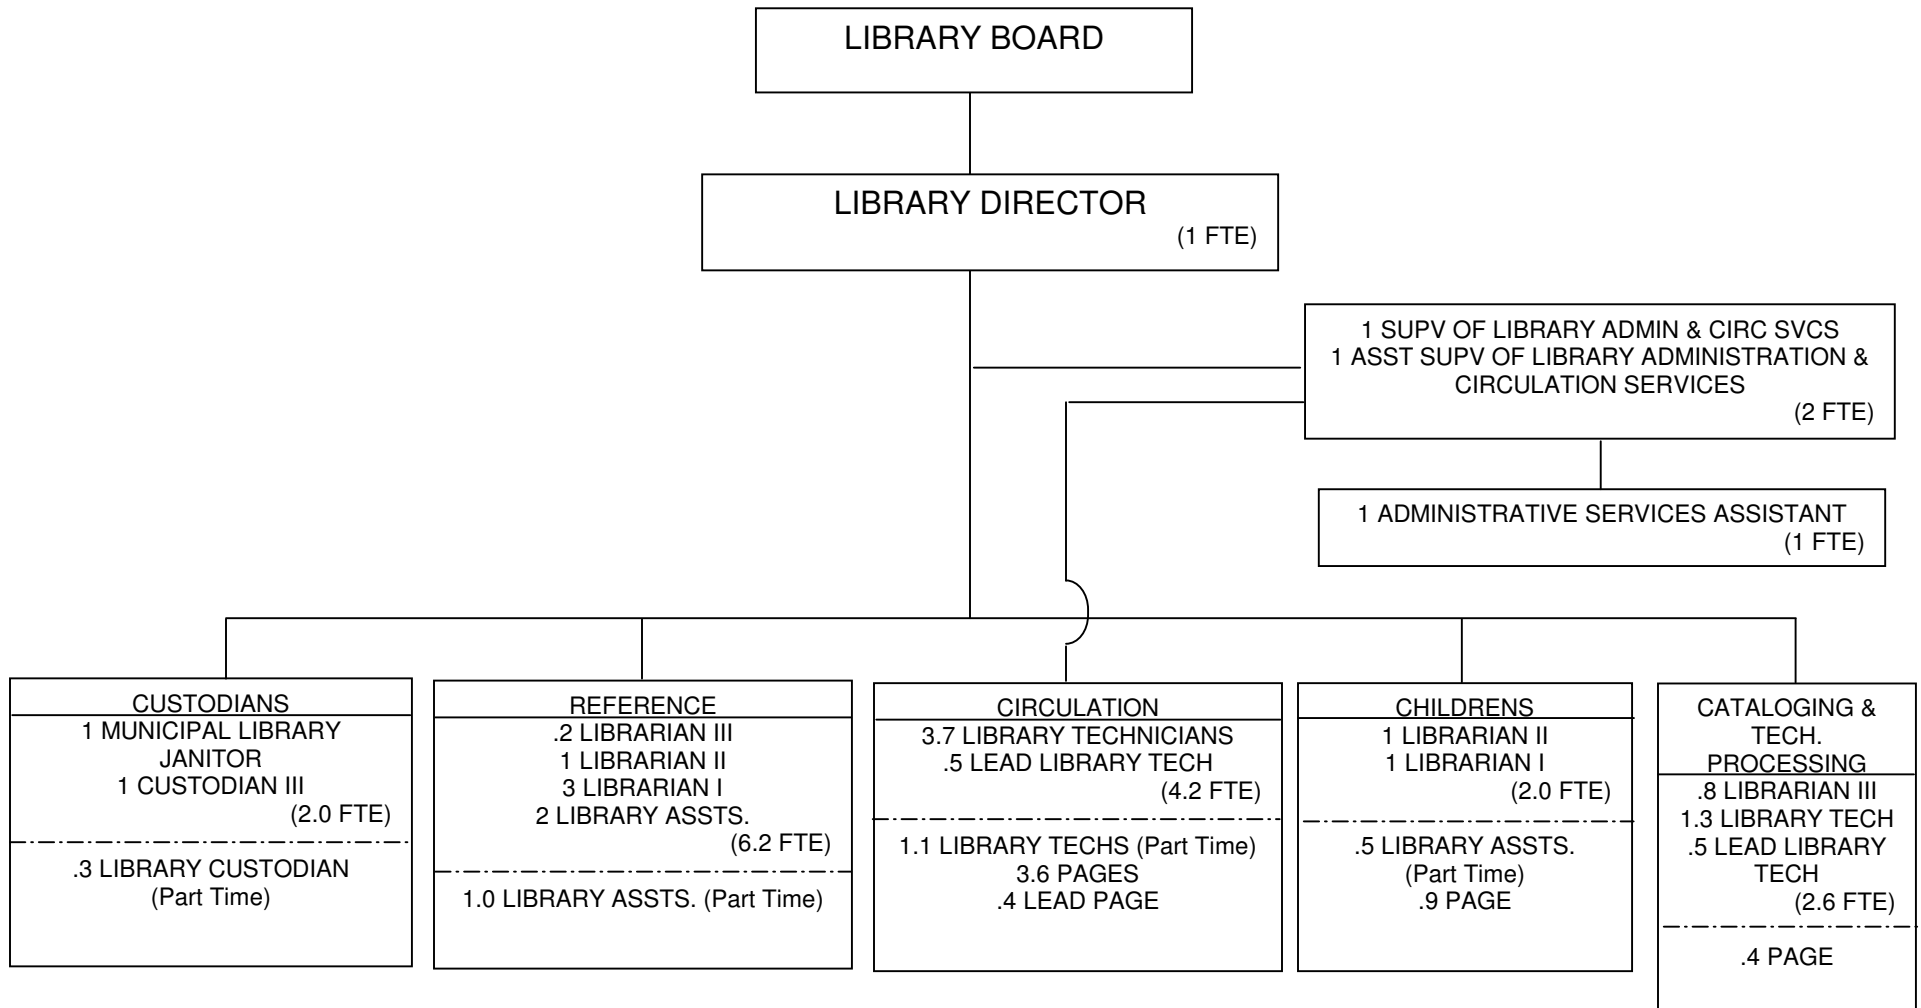 LIBRARY BOARD
LIBRARY DIRECTOR
(1 FTE)
1 SUPV OF LIBRARY ADMIN & CIRC SVCS
1 ASST SUPV OF LIBRARY ADMINISTRATION &
CIRCULATION SERVICES
(2 FTE)
1 ADMINISTRATIVE SERVICES ASSISTANT
(1 FTE)
CUSTODIANS
1 MUNICIPAL LIBRARY
JANITOR
1 CUSTODIAN III
(2.0 FTE)
.3 LIBRARY CUSTODIAN
(Part Time)
REFERENCE
.2 LIBRARIAN III
1 LIBRARIAN II
3 LIBRARIAN I
2 LIBRARY ASSTS.
(6.2 FTE)
1.0 LIBRARY ASSTS. (Part Time)
CIRCULATION
3.7 LIBRARY TECHNICIANS
.5 LEAD LIBRARY TECH
(4.2 FTE)
1.1 LIBRARY TECHS (Part Time)
3.6 PAGES
.4 LEAD PAGE
CHILDRENS
1 LIBRARIAN II
1 LIBRARIAN I
(2.0 FTE)
.5 LIBRARY ASSTS.
(Part Time)
.9 PAGE
CATALOGING &
TECH.
PROCESSING
.8 LIBRARIAN III
1.3 LIBRARY TECH
.5 LEAD LIBRARY
TECH
(2.6 FTE)
.4 PAGE